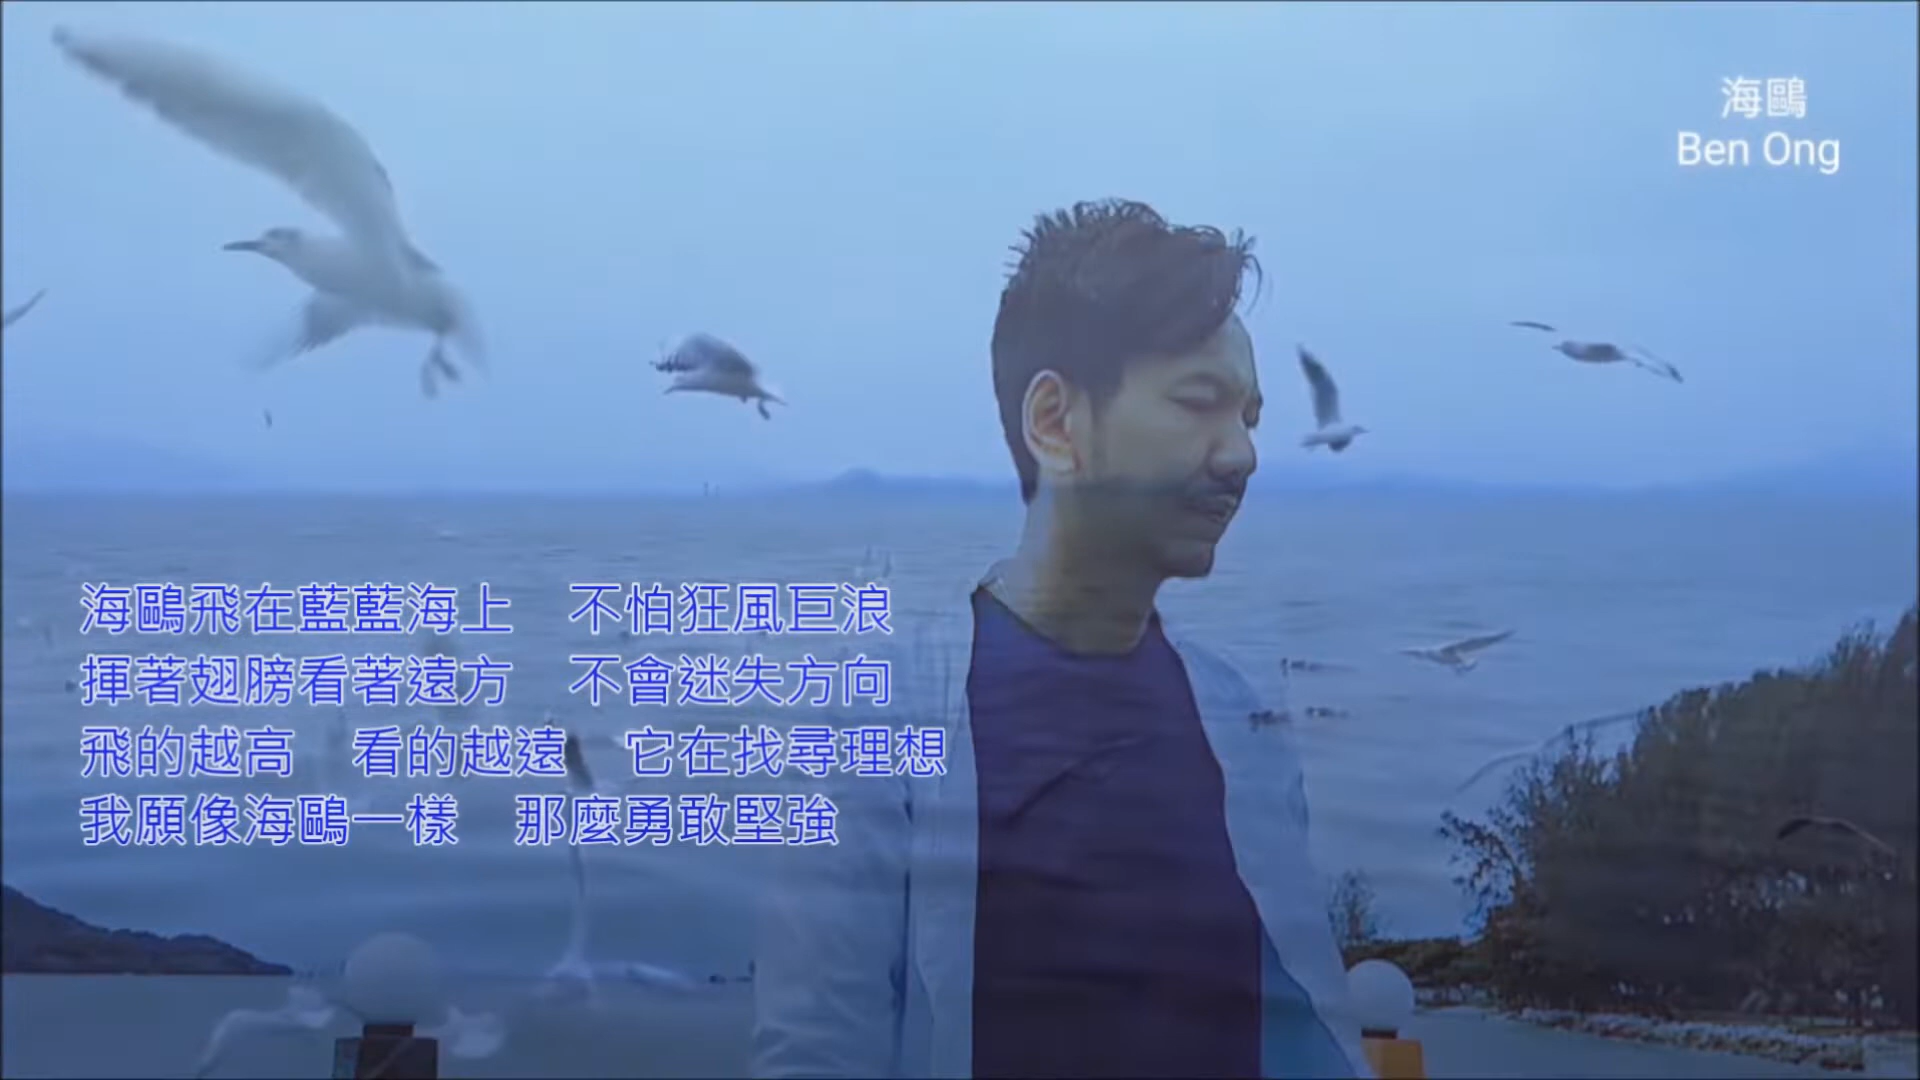 海鷗
Ben Ong
海鷗飛在藍藍海上　不怕狂風巨浪
揮著翅膀看著遠方　不會迷失方向
飛的越高　看的越遠　它在找尋理想
我願像海鷗一樣　那麼勇敢堅強